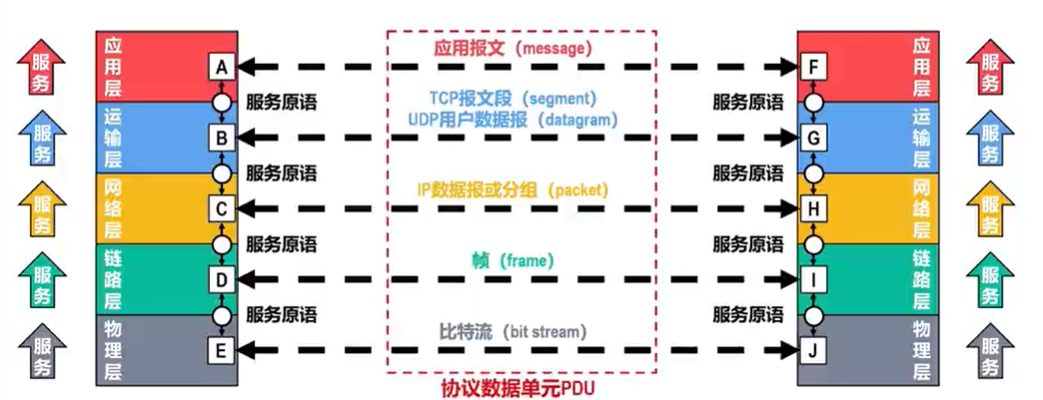 应用层
运输层
网络层
链路层
物理层
服务
服务
服务
服务
服务
A
B
C
D
E
服务原语
服务原语
服务原语
服务原语
应用报文（message）
TCP报文段（segment）
UDP用户数据报（datagram）
IP数据报或分组（packet）
帧（frame）
比特流（bit stream）
协议数据单元PDU
服务原语
服务原语
服务原语
服务原语
F
G
H
I
J
应用层
运输层
网络层
链路层
物理层
服务
服务
服务
服务
服务